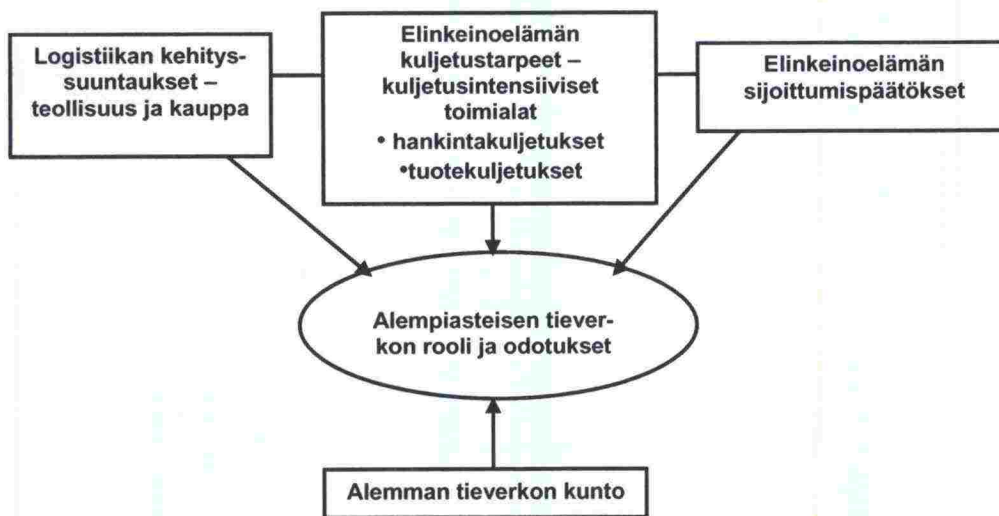 Logistiikan kehitys-
suuntaukset –
teollisuus ja kauppa
Elinkeinoelämän
kuljetustarpeet –
kuljetusintensiiviset
toimialat
• hankintakuljetukset
•tuotekuljetukset
Elinkeinoelämän
sijoittumispäätökset
Alempiasteisen tiever-
kon rooli ja odotukset
Alemman tieverkon kunto